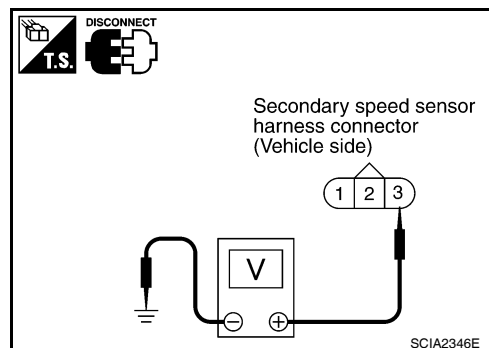 DISCONNECT
T.S.
Secondary speed sensor
harness connector
(Vehicle side)
1 2 3
V
− +
SCIA2346E